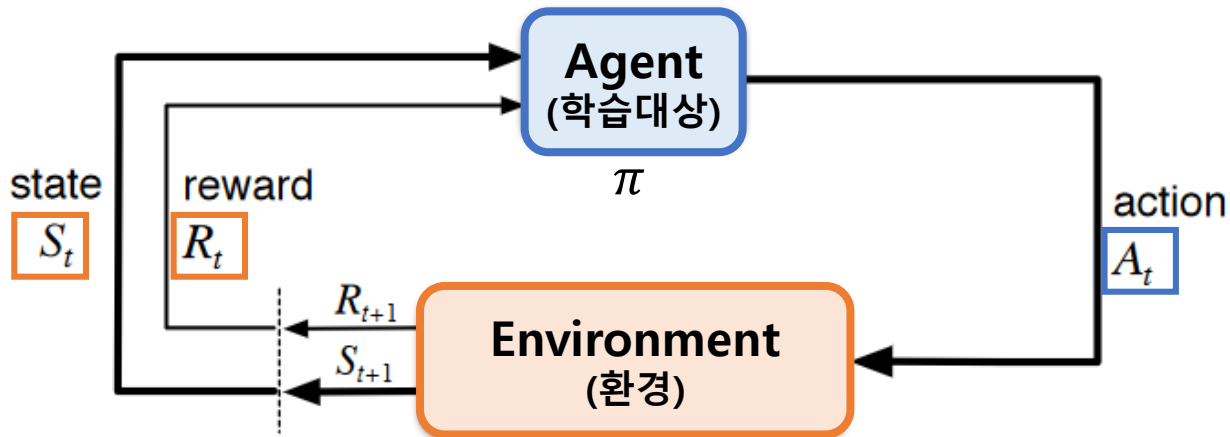 Agent
(학습대상)
π
state
S_t
reward
R_t
action
A_t
R_{t+1}
S_{t+1}
Environment
(환경)